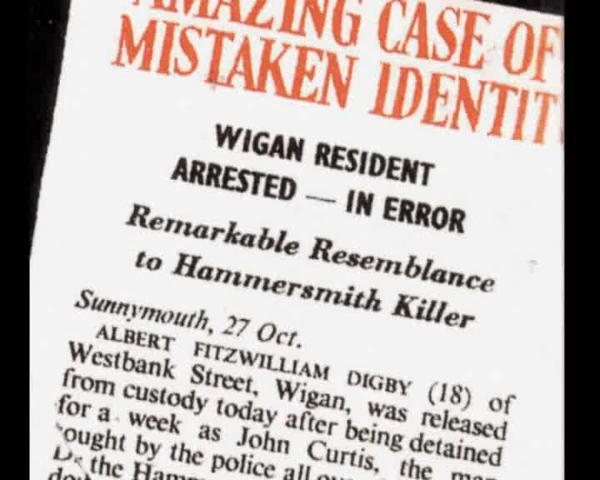 AMAZING CASE OF
MISTAKEN IDENTIT
WIGAN RESIDENT
ARRESTED — IN ERROR
Remarkable Resemblance
to Hammersmith Killer
Sunnymouth, 27 Oct.
ALBERT FITZWILLIAM DIGBY (18) of
Westbank Street, Wigan, was released
from custody today after being detained
for a week as John Curtis, the man
ought by the police all
the Hamm